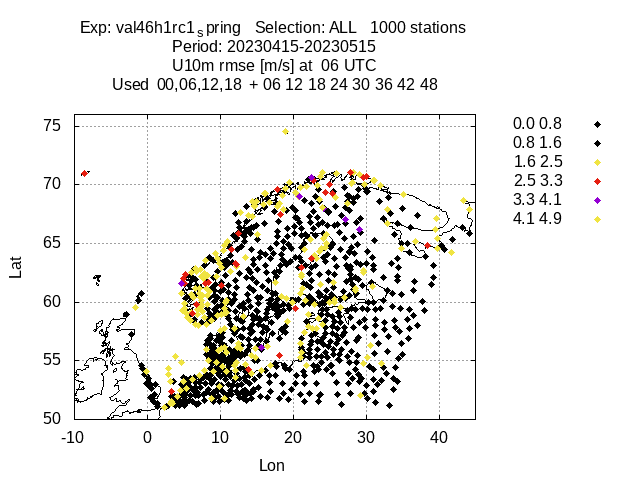 Exp: val46h1rc1spring Selection: ALL 1000 stations
Period: 20230415-20230515
U10m rmse [m/s] at 06 UTC
Used 00,06,12,18 + 06 12 18 24 30 36 42 48
0.0 0.8
0.8 1.6
1.6 2.5
2.5 3.3
3.3 4.1
4.1 4.9
75
70
65
60
55
50
Lat
-10 0 10 20 30 40
Lon